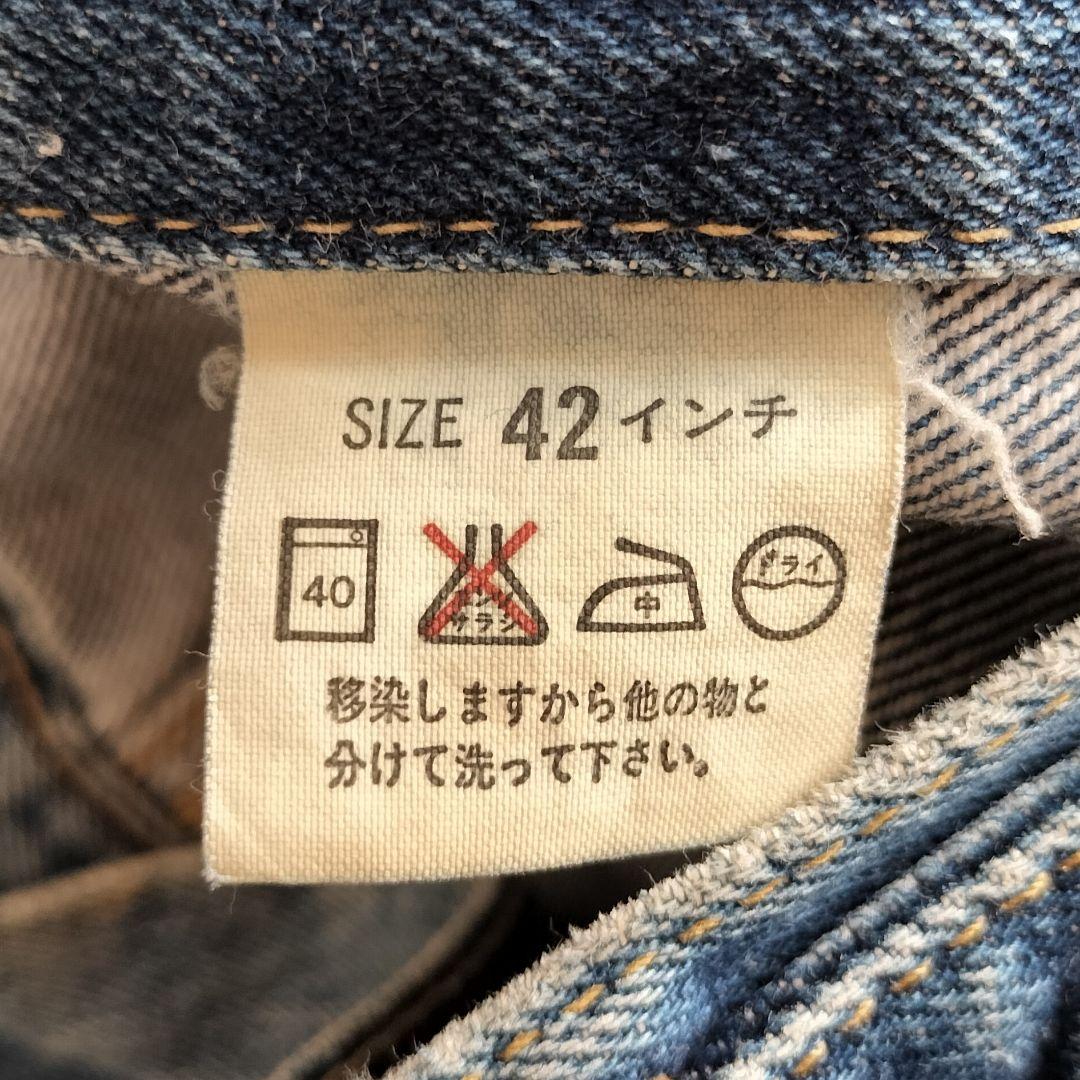 SIZE 42インチ
40
エンソ
サラシ
中
ドライ
移染しますから他の物と
分けて洗って下さい。